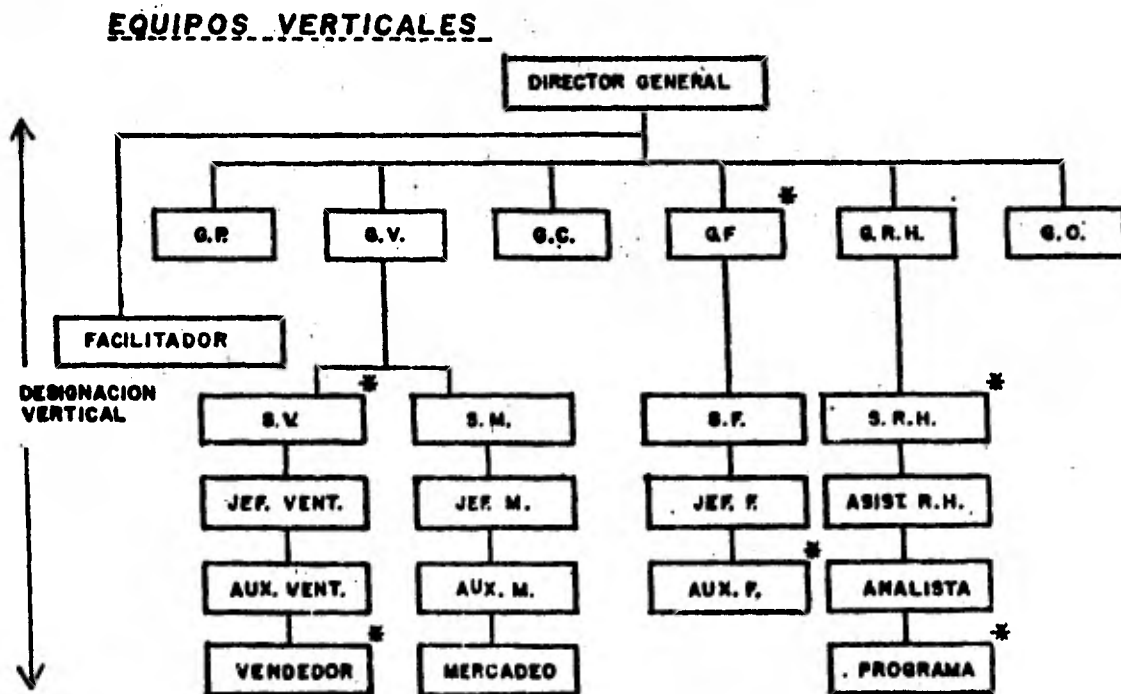 EQUIPOS VERTICALES
DIRECTOR GENERAL
G.P.
G.V.
G.C.
G.F
*
G.R.H.
G.O.
FACILITADOR
DESIGNACION
VERTICAL
S.V.
*
S.M.
S.F.
S.R.H.
*
JEF. VENT.
JEF. M.
JEF. F.
ASIST R.H.
AUX. VENT.
AUX. M.
AUX. F.
*
ANALISTA
VENDEDOR
*
MERCADEO
. PROGRAMA
*